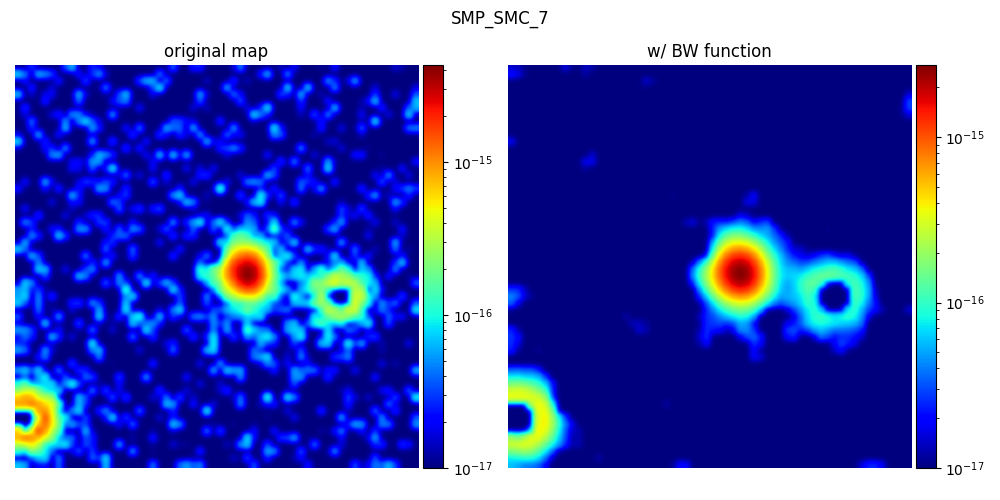 SMP_SMC_7
original map
w/ BW function
10⁻¹⁵
10⁻¹⁶
10⁻¹⁷
10⁻¹⁵
10⁻¹⁶
10⁻¹⁷